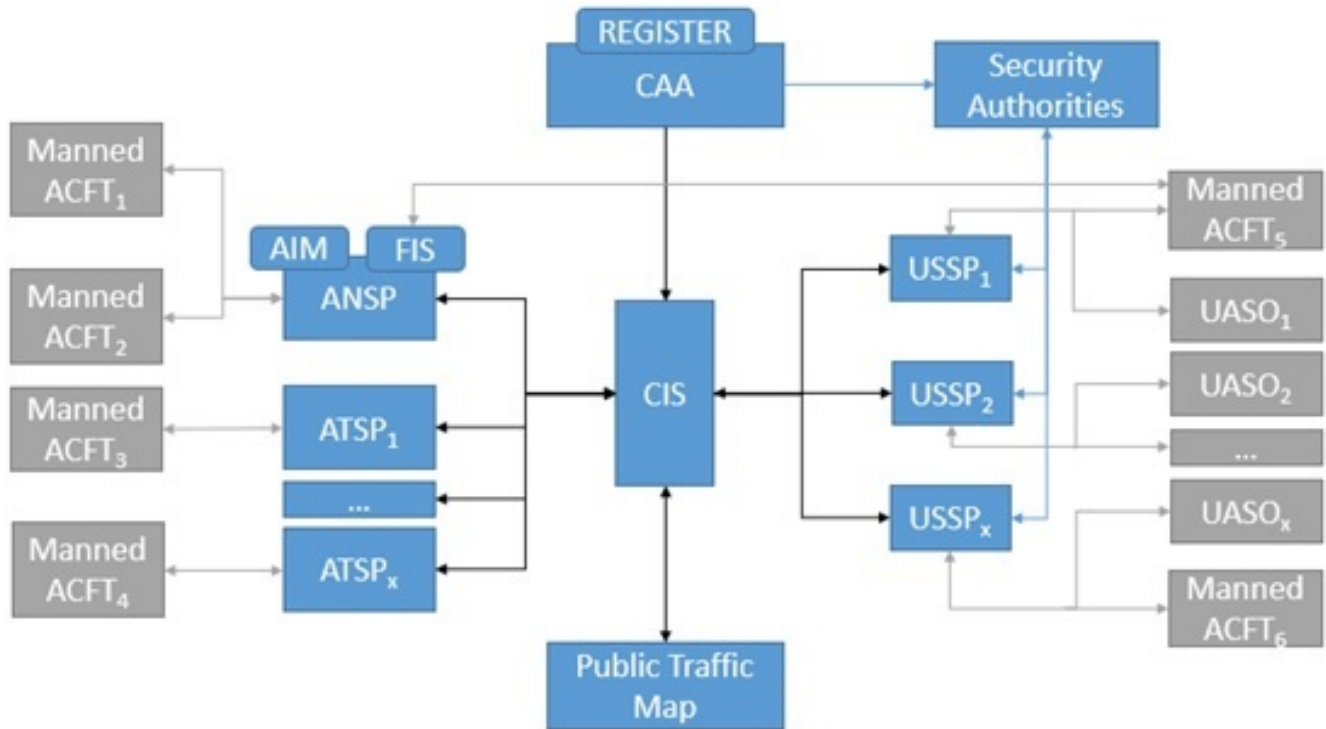 REGISTER
CAA
Security
Authorities
Manned
ACFT₁
Manned
ACFT₂
Manned
ACFT₃
Manned
ACFT₄
AIM
FIS
ANSP
ATSP₁
...
ATSPₓ
CIS
Public Traffic
Map
USSP₁
USSP₂
USSPₓ
Manned
ACFT₅
UASO₁
UASO₂
...
UASOₓ
Manned
ACFT₆